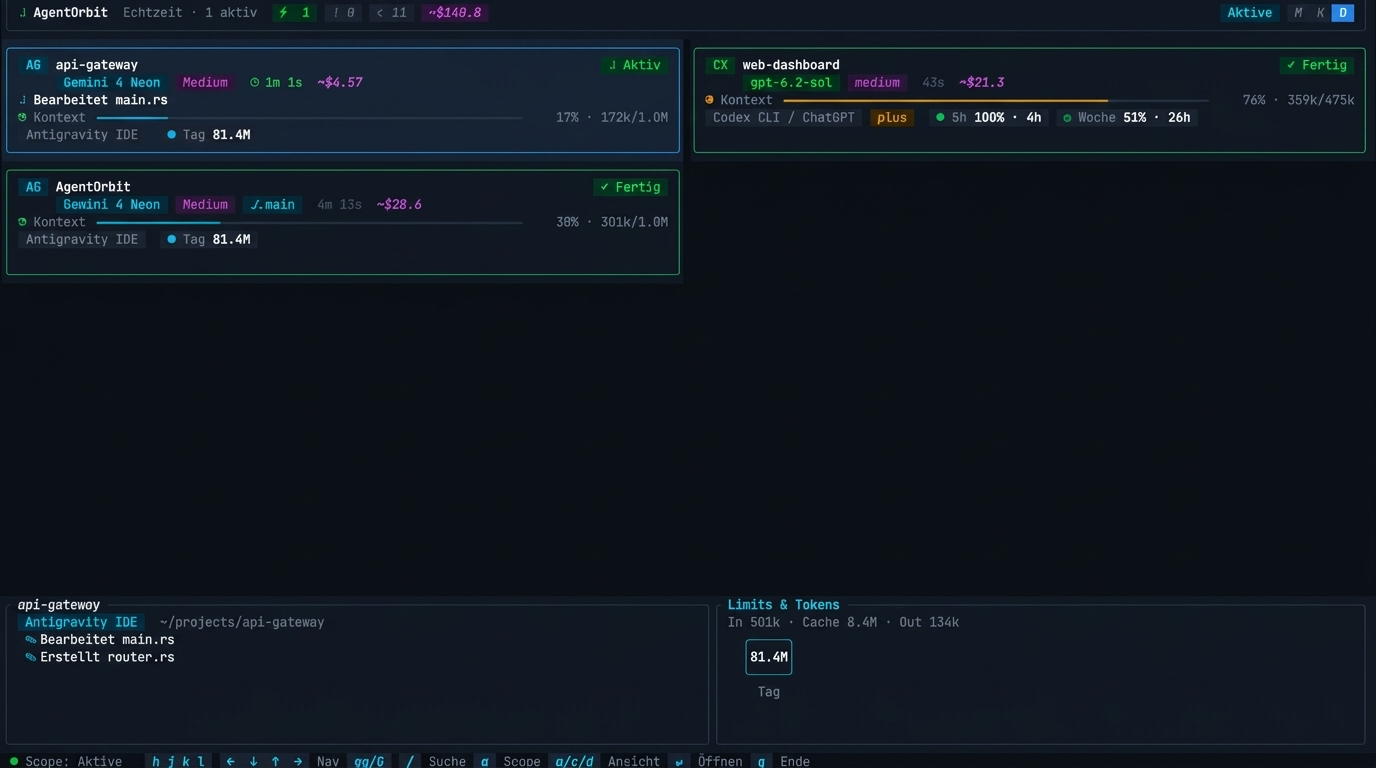 AgentOrbit Echtzeit · 1 aktiv ⚡ 1 ! 0 < 11 ~$140.8 Aktive M K D
AG api-gateway Aktiv
Gemini 4 Neon Medium 1m 1s ~$4.57
Bearbeitet main.rs
Kontext 17% · 172k/1.0M
Antigravity IDE Tag 81.4M
CX web-dashboard ✓ Fertig
gpt-6.2-sol medium 43s ~$21.3
Kontext 76% · 359k/475k
Codex CLI / ChatGPT plus 5h 100% · 4h Woche 51% · 26h
AG AgentOrbit ✓ Fertig
Gewini 4 Neon Medium main 4m 13s ~$28.6
Kontext 30% · 301k/1.0M
Antigravity IDE Tag 81.4M
api-gateway
Antigravity IDE ~/projects/api-gateway
Bearbeitet main.rs
Erstellt router.rs
Limits & Tokens
In 501k · Cache 8.4M · Out 134k
81.4M
Tag
Scope: Aktive h j k l ← ↓ ↑ → Nav gg/G / Suche a Scope a/c/d Ansicht ↵ Öffnen q Ende